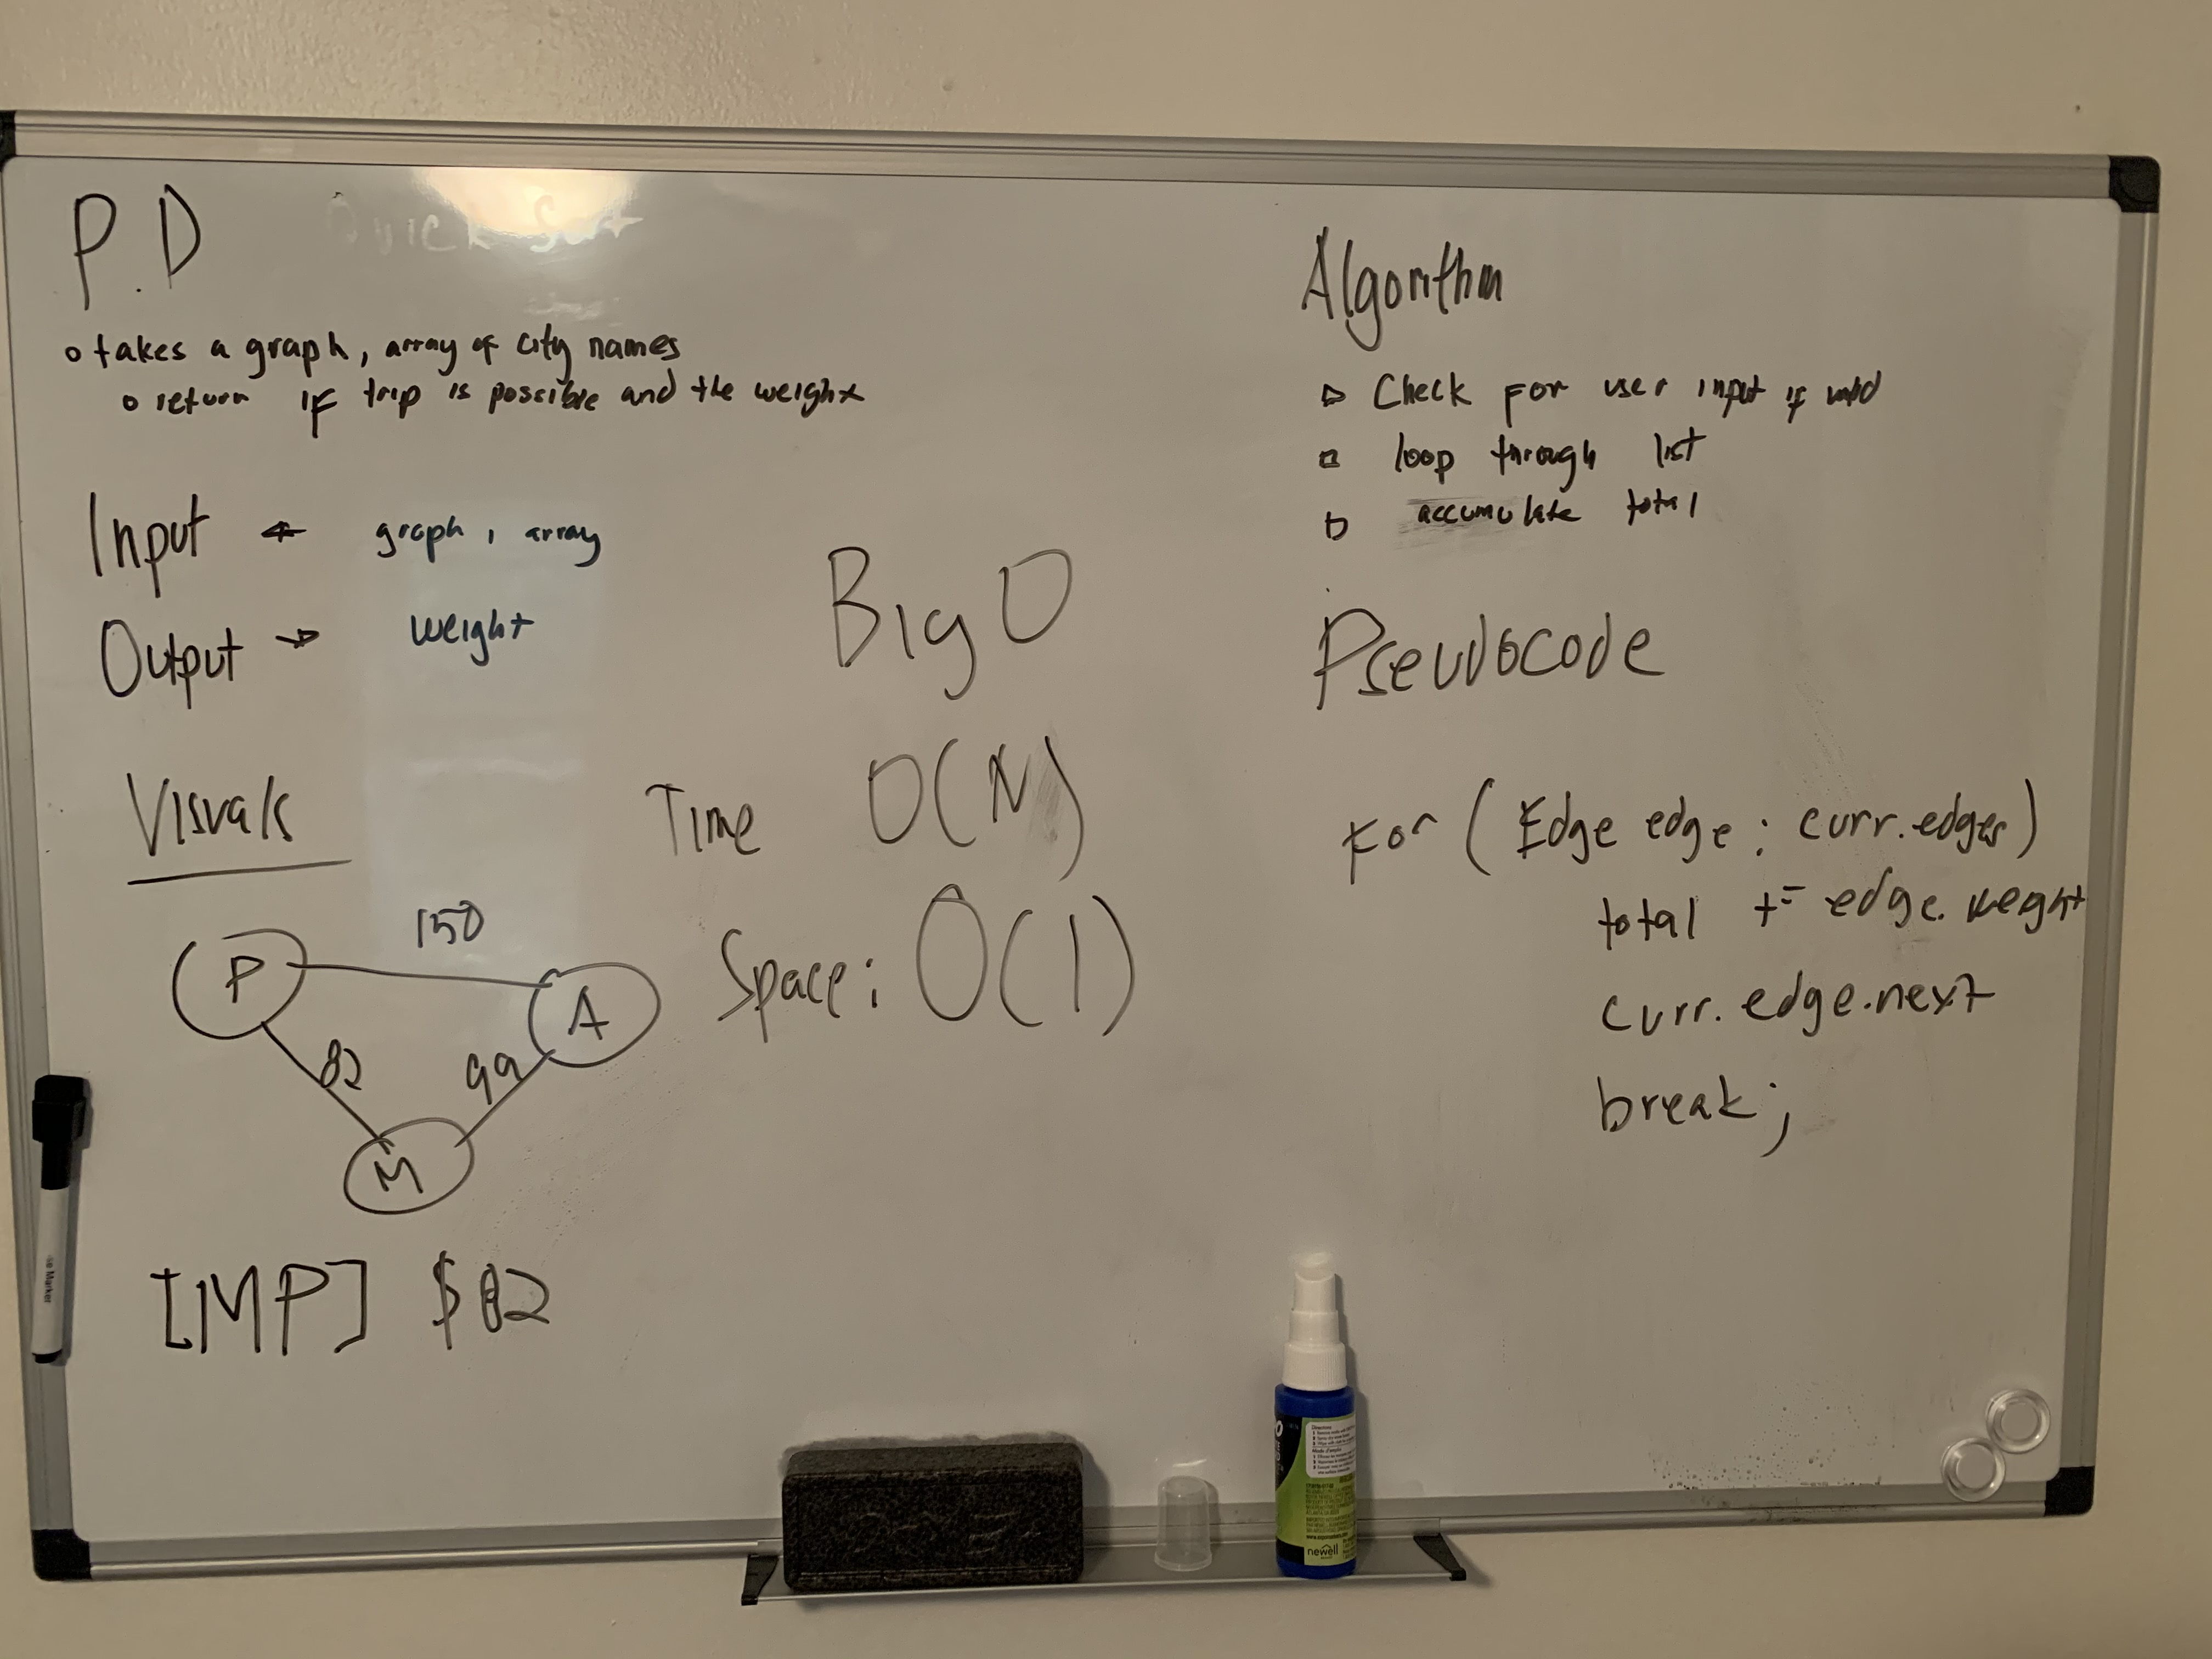 P.D
Quick Sort
o takes a graph, array of city names
o return if trip is possible and the weight
Input ← graph, array
Output → weight
Visuals
150
P
A
82
99
M
[MP] $82
Big O
Time O(N)
Space: O(1)
Algorithm
Check for user input if valid
loop through list
accumulate total
Pseudocode
For ( Edge edge : curr.edges)
total += edge.weight
curr.edge.next
break;
newell